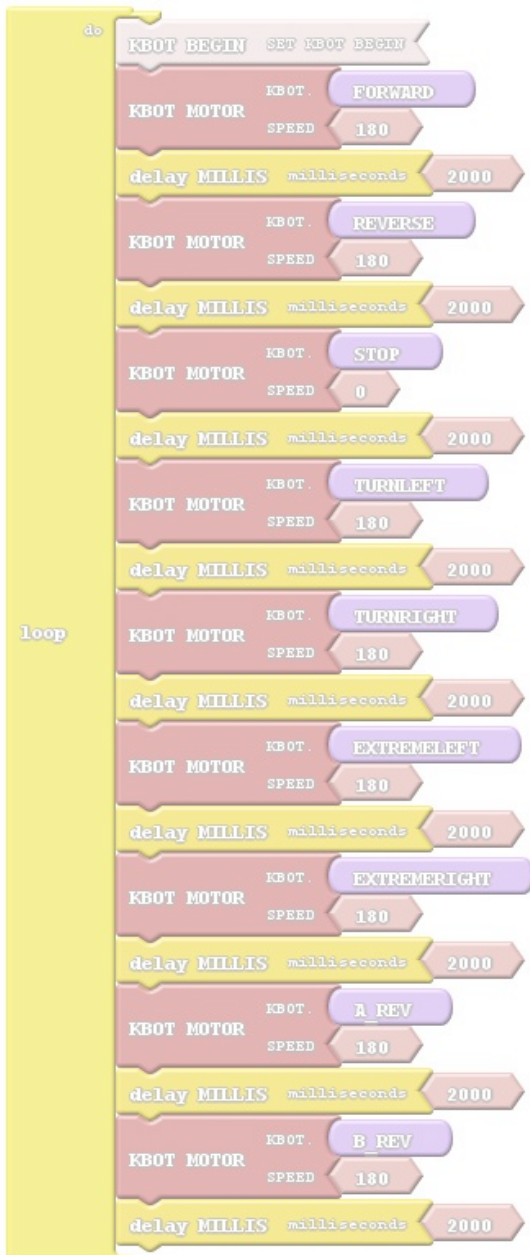 do
KBOT BEGIN SET KBOT BEGIN
KBOT MOTOR KBOT. FORWARD
SPEED 180
delay MILLIS milliseconds 2000
KBOT MOTOR KBOT. REVERSE
SPEED 180
delay MILLIS milliseconds 2000
KBOT MOTOR KBOT. STOP
SPEED 0
delay MILLIS milliseconds 2000
KBOT MOTOR KBOT. TURNLEFT
SPEED 180
delay MILLIS milliseconds 2000
loop
KBOT MOTOR KBOT. TURNRIGHT
SPEED 180
delay MILLIS milliseconds 2000
KBOT MOTOR KBOT. EXTREMELEFT
SPEED 180
delay MILLIS milliseconds 2000
KBOT MOTOR KBOT. EXTREMERIGHT
SPEED 180
delay MILLIS milliseconds 2000
KBOT MOTOR KBOT. A_REV
SPEED 180
delay MILLIS milliseconds 2000
KBOT MOTOR KBOT. B_REV
SPEED 180
delay MILLIS milliseconds 2000